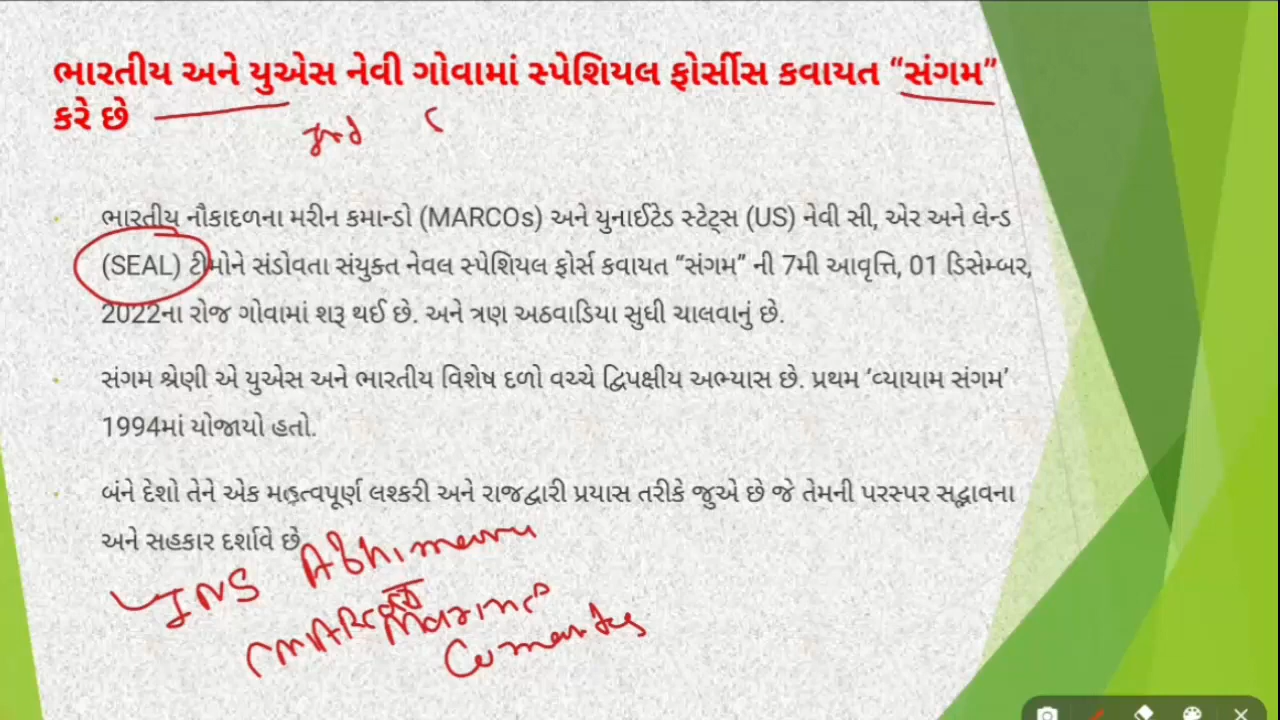 ભારતીય અને યુએસ નેવી ગોવામાં સ્પેશિયલ ફોર્સીસ કવાયત “સંગમ”
કરે છે
ભારતીય નૌકાદળના મરીન કમાન્ડો (MARCOs) અને યુનાઈટેડ સ્ટેટ્સ (US) નેવી સી, એર અને લેન્ડ
(SEAL) ટીમોને સંડોવતા સંયુક્ત નેવલ સ્પેશિયલ ફોર્સ કવાયત “સંગમ” ની 7મી આવૃત્તિ, 01 ડિસેમ્બર,
2022ના રોજ ગોવામાં શરૂ થઈ છે. અને ત્રણ અઠવાડિયા સુધી ચાલવાનું છે.
સંગમ શ્રેણી એ યુએસ અને ભારતીય વિશેષ દળો વચ્ચે દ્વિપક્ષીય અભ્યાસ છે. પ્રથમ ‘વ્યાયામ સંગમ’
1994માં યોજાયો હતો.
બંને દેશો તેને એક મહત્વપૂર્ણ લશ્કરી અને રાજદ્વારી પ્રયાસ તરીકે જુએ છે જે તેમની પરસ્પર સદ્ભાવના
અને સહકાર દર્શાવે છે.
INS